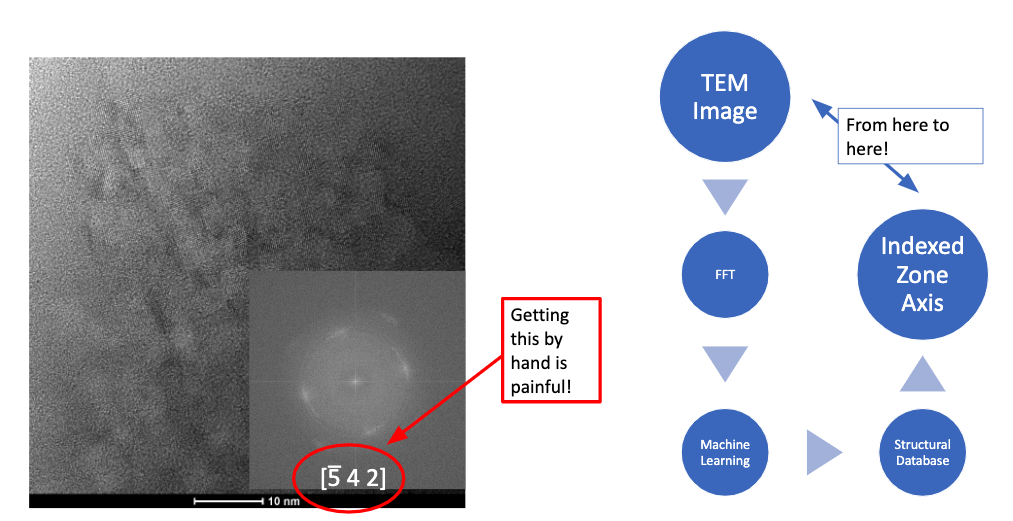 TEM
Image
From here to
here!
FFT
Indexed
Zone
Axis
Getting
this by
hand is
painful!
Machine
Learning
Structural
Database
[5̅ 4 2]
10 nm